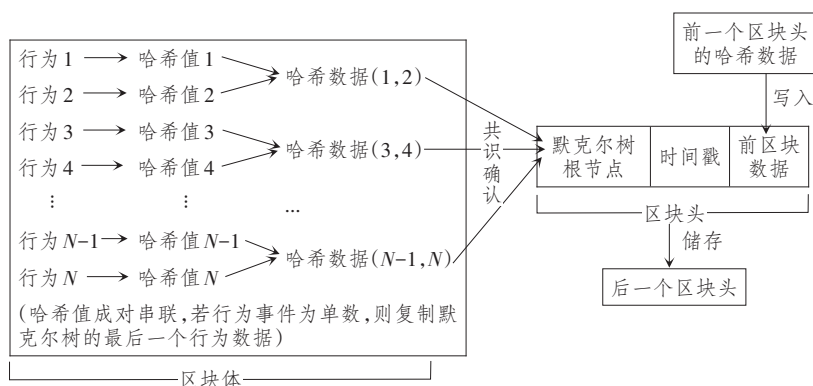 行为1 哈希值1
行为2 哈希值2
哈希数据(1,2)
行为3 哈希值3
行为4 哈希值4
哈希数据(3,4)
⋮ ⋮ ...
行为N-1 哈希值N-1
行为N 哈希值N
哈希数据(N-1,N)
(哈希值成对串联,若行为事件为单数,则复制默
克尔树的最后一个行为数据)
区块体
共识确认
前一个区块头
的哈希数据
写入
默克尔树
根节点
时间戳
前区块
数据
区块头
储存
后一个区块头